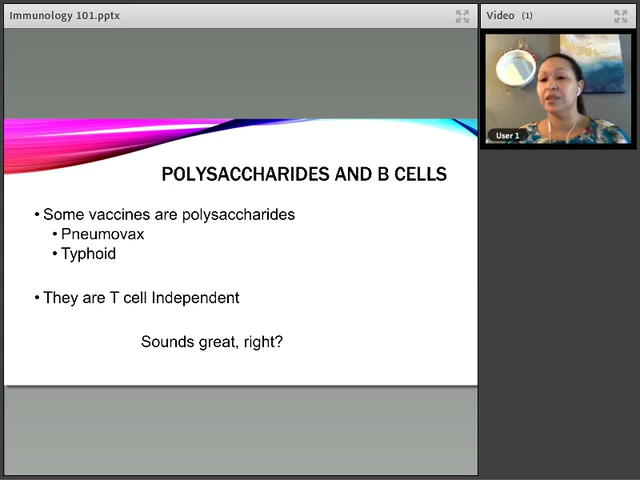 Immunology 101.pptx
Video (1)
User 1
POLYSACCHARIDES AND B CELLS
• Some vaccines are polysaccharides
• Pneumovax
• Typhoid
• They are T cell Independent
Sounds great, right?